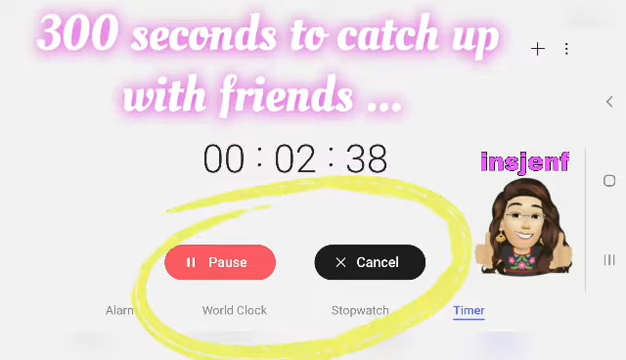 300 seconds to catch up
with friends ...
00 : 02 : 38
insjenf
Pause
Cancel
Alarm
World Clock
Stopwatch
Timer